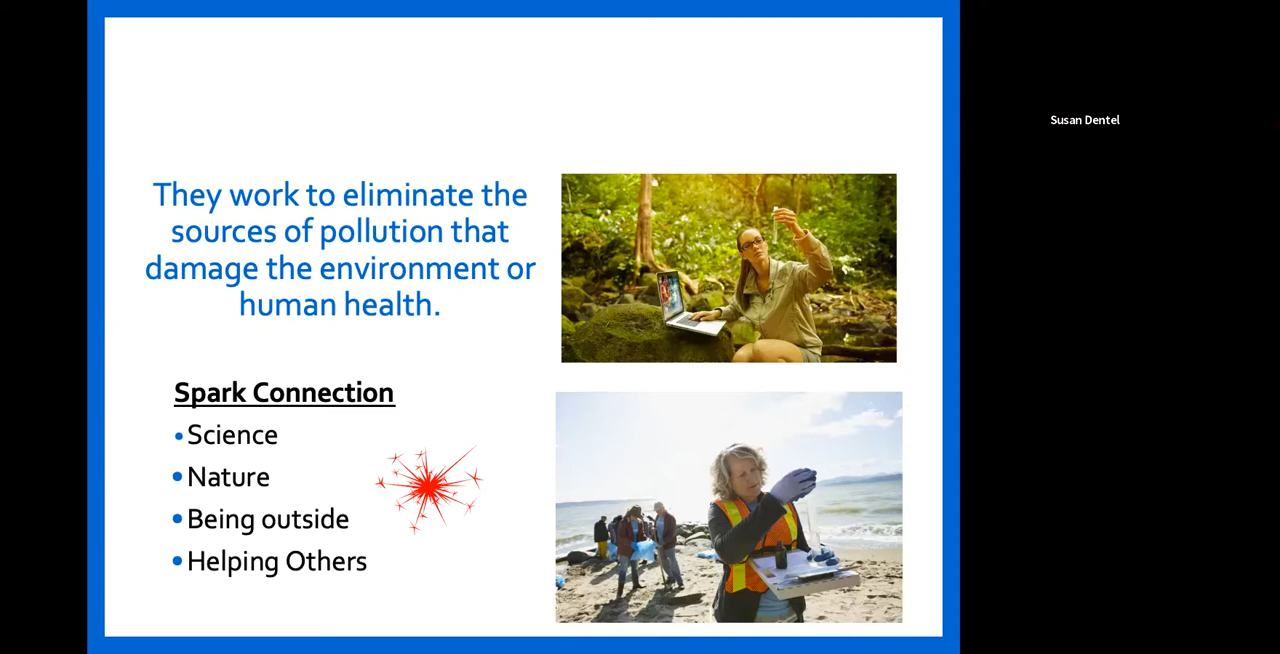 They work to eliminate the
sources of pollution that
damage the environment or
human health.
Spark Connection
•Science
•Nature
•Being outside
•Helping Others
Susan Dentel